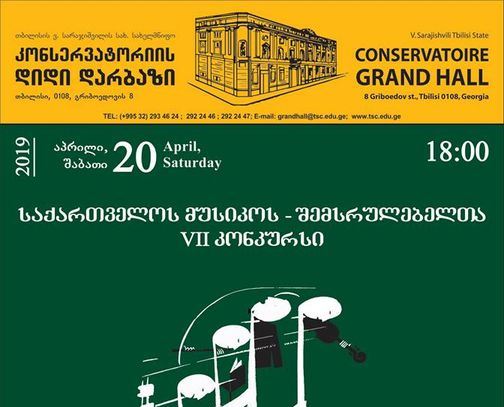 თბილისის ვ. სარაჯიშვილის სახ. სახელმწიფო
კონსერვატორიის
დიდი დარბაზი
თბილისი, 0108, გრიბოედოვის 8
V. Sarajishvili Tbilisi State
CONSERVATOIRE
GRAND HALL
8 Griboedov st., Tbilisi 0108, Georgia
TEL: (+995 32) 293 46 24 ; 292 24 46 ; 292 24 47; E-mail: grandhall@tsc.edu.ge; www.tsc.edu.ge
2019
აპრილი,
შაბათი
20
April,
Saturday
18:00
საქართველოს მუსიკოს - შემსრულებელთა
VII კონკურსი